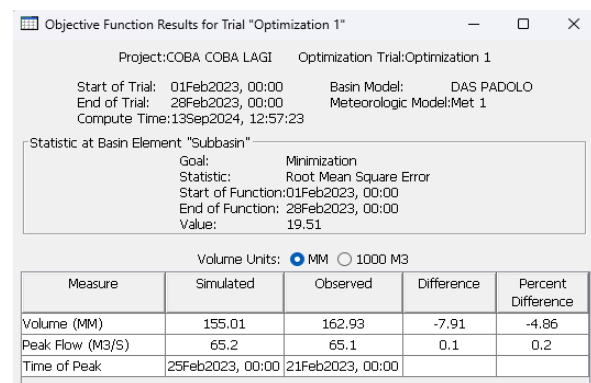 Objective Function Results for Trial "Optimization 1"
Project:COBA COBA LAGI Optimization Trial:Optimization 1
Start of Trial: 01Feb2023, 00:00 Basin Model: DAS PADOLO
End of Trial: 28Feb2023, 00:00 Meteorologic Model:Met 1
Compute Time:13Sep2024, 12:57:23
Statistic at Basin Element "Subbasin"
Goal: Minimization
Statistic: Root Mean Square Error
Start of Function:01Feb2023, 00:00
End of Function: 28Feb2023, 00:00
Value: 19.51
Volume Units: MM 1000 M3
Measure Simulated Observed Difference Percent Difference
Volume (MM) 155.01 162.93 -7.91 -4.86
Peak Flow (M3/S) 65.2 65.1 0.1 0.2
Time of Peak 25Feb2023, 00:00 21Feb2023, 00:00